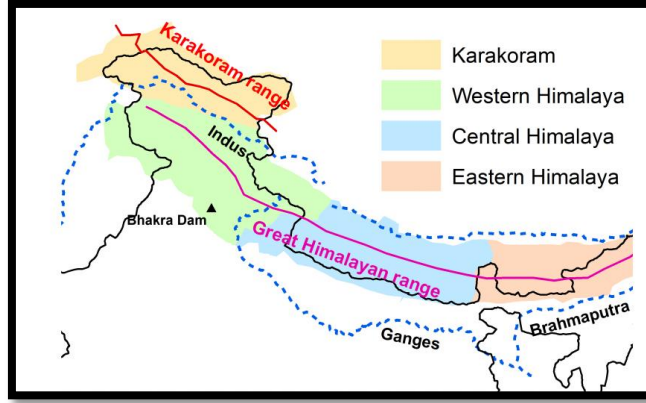 Karakoram range
Karakoram
Western Himalaya
Central Himalaya
Eastern Himalaya
Indus
Bhakra Dam
Great Himalayan range
Brahmaputra
Ganges